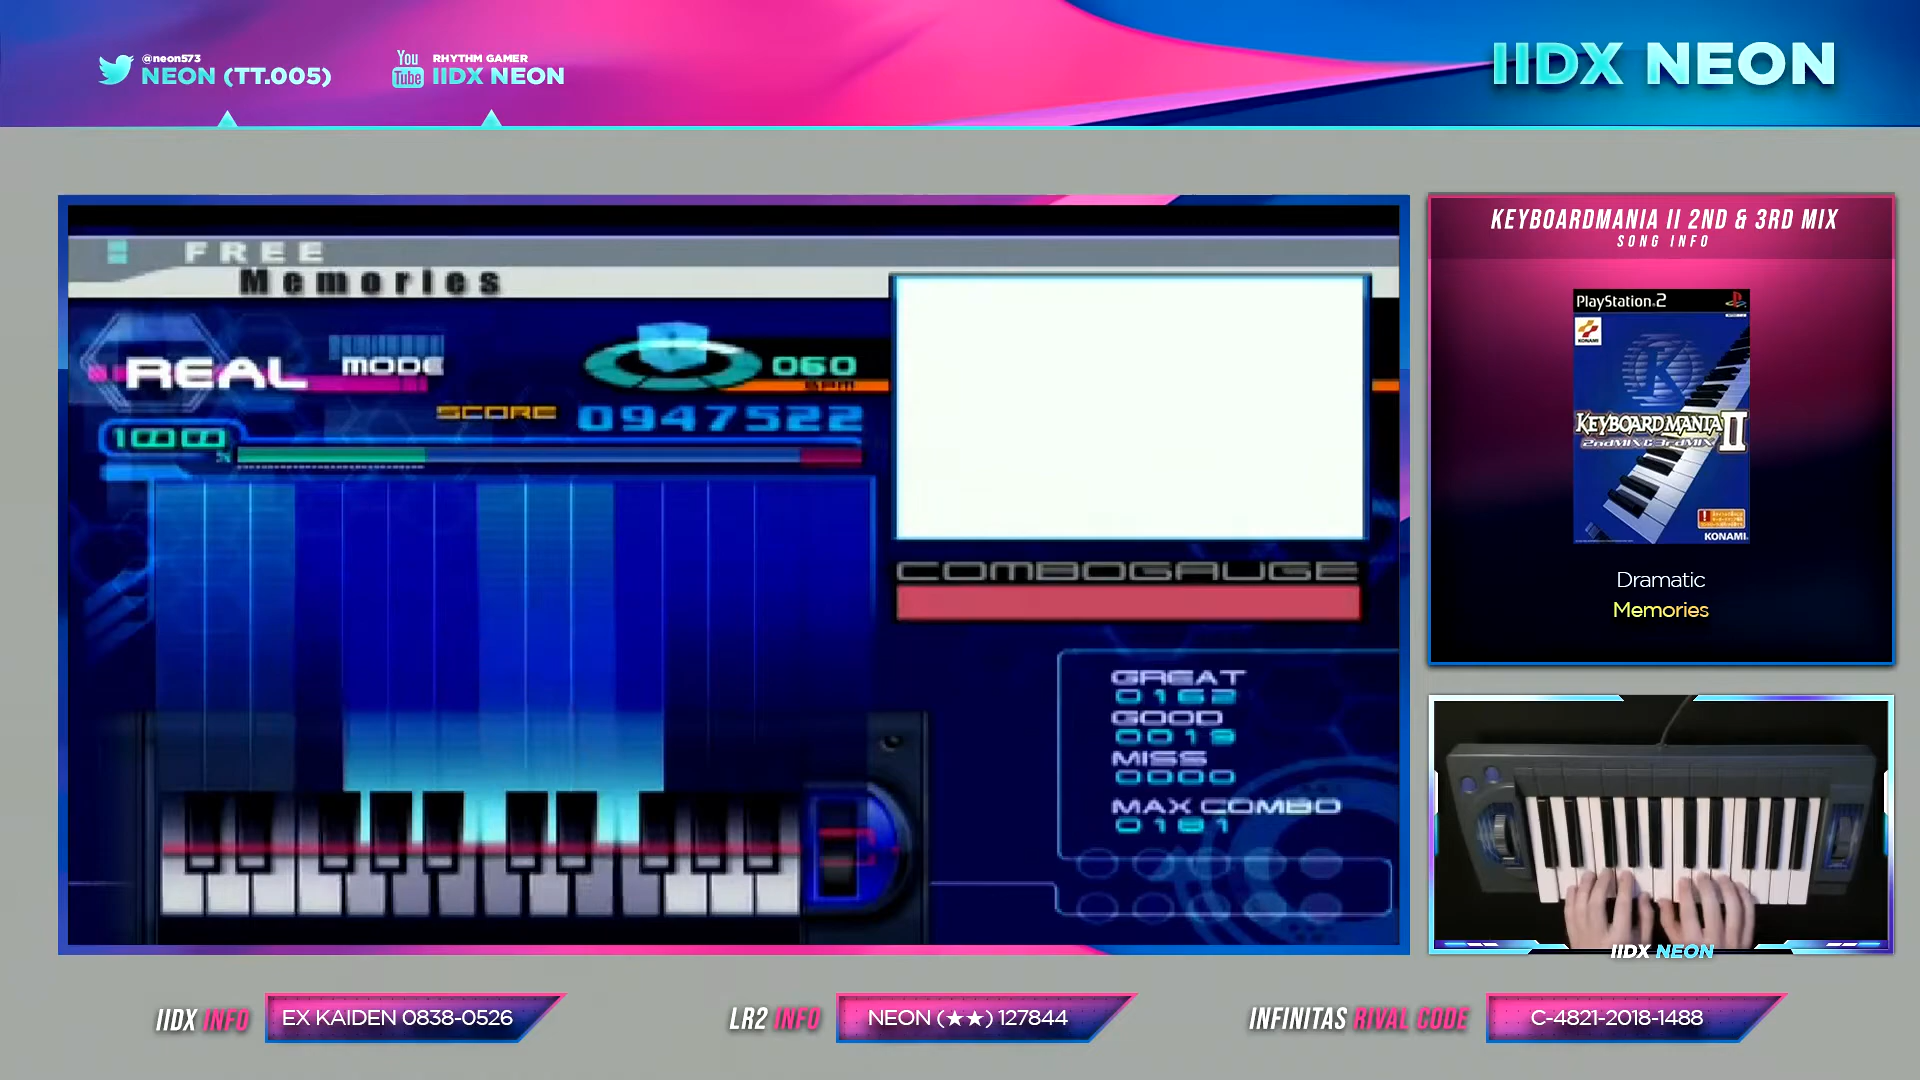 @neon573
NEON (TT.005)
You
Tube
RHYTHM GAMER
IIDX NEON
IIDX NEON
FREE
Memories
REAL MODE
060
BPM
SCORE 0947522
100.00
%
COMBOGAUGE
GREAT
0162
GOOD
0019
MISS
0000
MAX COMBO
0181
KEYBOARDMANIA II 2ND & 3RD MIX
SONG INFO
PlayStation.2
KONAMI
KEYBOARDMANIA II
2ndMIX&3rdMIX
KONAMI
Dramatic
Memories
IIDX NEON
IIDX INFO
EX KAIDEN 0838-0526
LR2 INFO
NEON (★★) 127844
INFINITAS RIVAL CODE
C-4821-2018-1488